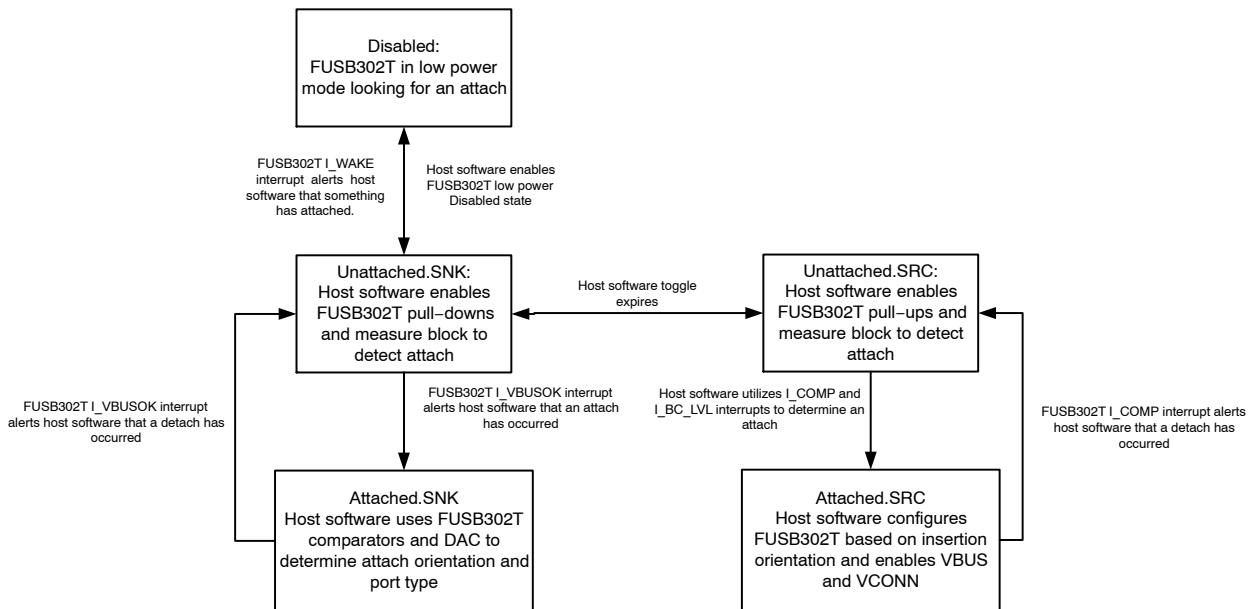 Disabled:
FUSB302T in low power
mode looking for an attach
FUSB302T I_WAKE
interrupt alerts host
software that something
has attached.
Host software enables
FUSB302T low power
Disabled state
Unattached.SNK:
Host software enables
FUSB302T pull−downs
and measure block to
detect attach
Host software toggle
expires
Unattached.SRC:
Host software enables
FUSB302T pull−ups and
measure block to detect
attach
FUSB302T I_VBUSOK interrupt
alerts host software that a detach has
occurred
FUSB302T I_VBUSOK interrupt
alerts host software that an attach
has occurred
Host software utilizes I_COMP and
I_BC_LVL interrupts to determine an
attach
FUSB302T I_COMP interrupt alerts
host software that a detach has
occurred
Attached.SNK
Host software uses FUSB302T
comparators and DAC to
determine attach orientation and
port type
Attached.SRC
Host software configures
FUSB302T based on insertion
orientation and enables VBUS
and VCONN